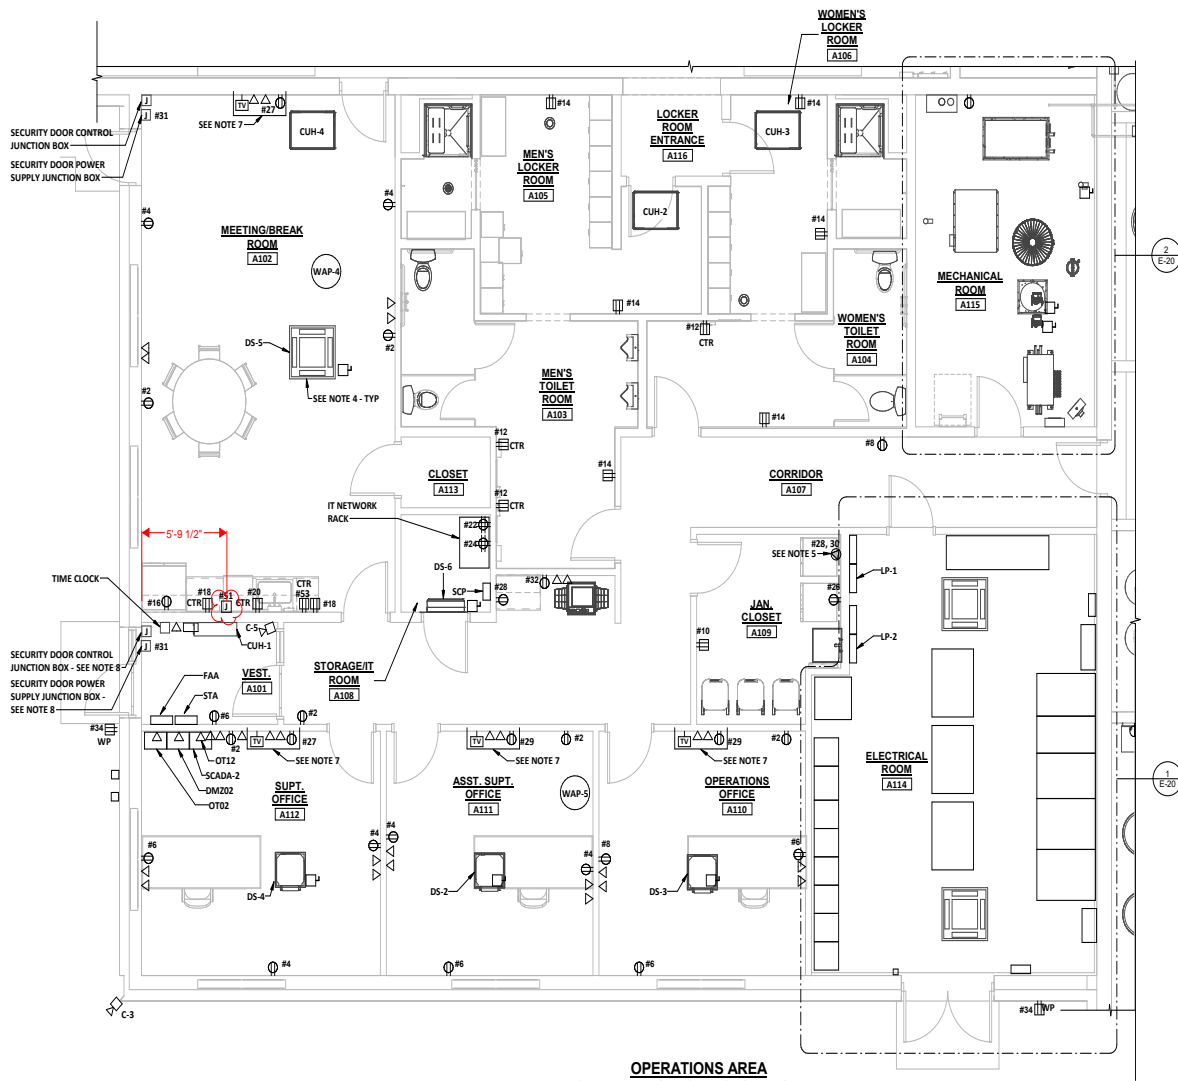 WOMEN'S
LOCKER
ROOM
A106
SECURITY DOOR CONTROL
JUNCTION BOX
SECURITY DOOR POWER
SUPPLY JUNCTION BOX
J
J
#31
TV
#27
SEE NOTE 7
CUH-4
#14
MEN'S
LOCKER
ROOM
A105
LOCKER
ROOM
ENTRANCE
A116
CUH-3
#14
CUH-2
#14
#4
#4
MEETING/BREAK
ROOM
A102
WAP-4
MECHANICAL
ROOM
A115
2
E-20
#14
#12
CTR
WOMEN'S
TOILET
ROOM
A104
DS-5
#2
SEE NOTE 4 - TYP
#2
MEN'S
TOILET
ROOM
A103
#14
#12
CTR
#8
CLOSET
A113
#14
CORRIDOR
A107
#12
CTR
IT NETWORK
RACK
#22
#24
5'-9 1/2"
#28, 30
SEE NOTE 5
LP-1
DS-6
TIME CLOCK
#16
#18
CTR
#51
J
#20
CTR
CTR
#53
#18
SCP
#28
#32
#26
JAN.
CLOSET
A109
LP-2
#10
C-5
CUH-1
SECURITY DOOR CONTROL
JUNCTION BOX - SEE NOTE 8
SECURITY DOOR POWER
SUPPLY JUNCTION BOX -
SEE NOTE 8
J
J
#31
FAA
STA
VEST.
A101
STORAGE/IT
ROOM
A108
#6
#2
#34
WP
#2
TV
#27
SEE NOTE 7
OT12
SCADA-2
DMZ02
OT02
TV
#29
SEE NOTE 7
#2
TV
#29
SEE NOTE 7
#2
SUPT.
OFFICE
A112
ASST. SUPT.
OFFICE
A111
WAP-5
OPERATIONS
OFFICE
A110
ELECTRICAL
ROOM
A114
1
E-20
#6
#4
#4
#4
#8
#6
DS-4
DS-2
DS-3
#4
#6
#6
C-3
#34
WP
OPERATIONS AREA